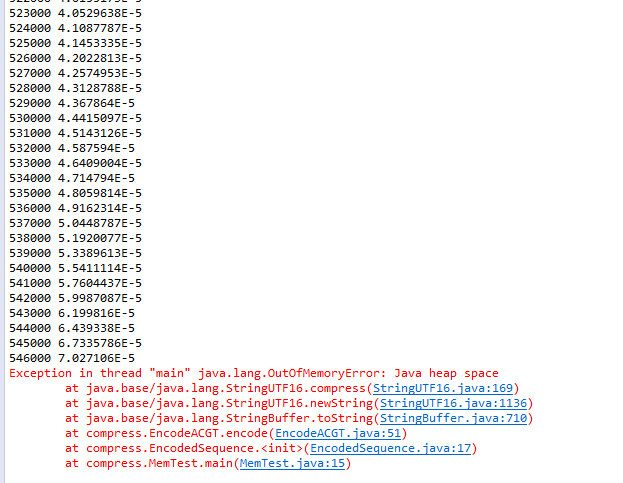 523000 4.0529638E-5
524000 4.1087787E-5
525000 4.1453335E-5
526000 4.2022813E-5
527000 4.2574953E-5
528000 4.3128788E-5
529000 4.367864E-5
530000 4.4415097E-5
531000 4.5143126E-5
532000 4.587594E-5
533000 4.6409004E-5
534000 4.714794E-5
535000 4.8059814E-5
536000 4.9162314E-5
537000 5.0448787E-5
538000 5.1920077E-5
539000 5.3389613E-5
540000 5.5411114E-5
541000 5.7604437E-5
542000 5.9987087E-5
543000 6.199816E-5
544000 6.439338E-5
545000 6.7335786E-5
546000 7.027106E-5
Exception in thread "main" java.lang.OutOfMemoryError: Java heap space
at java.base/java.lang.StringUTF16.compress(StringUTF16.java:169)
at java.base/java.lang.StringUTF16.newString(StringUTF16.java:1136)
at java.base/java.lang.StringBuffer.toString(StringBuffer.java:710)
at compress.EncodeACGT.encode(EncodeACGT.java:51)
at compress.EncodedSequence.<init>(EncodedSequence.java:17)
at compress.MemTest.main(MemTest.java:15)